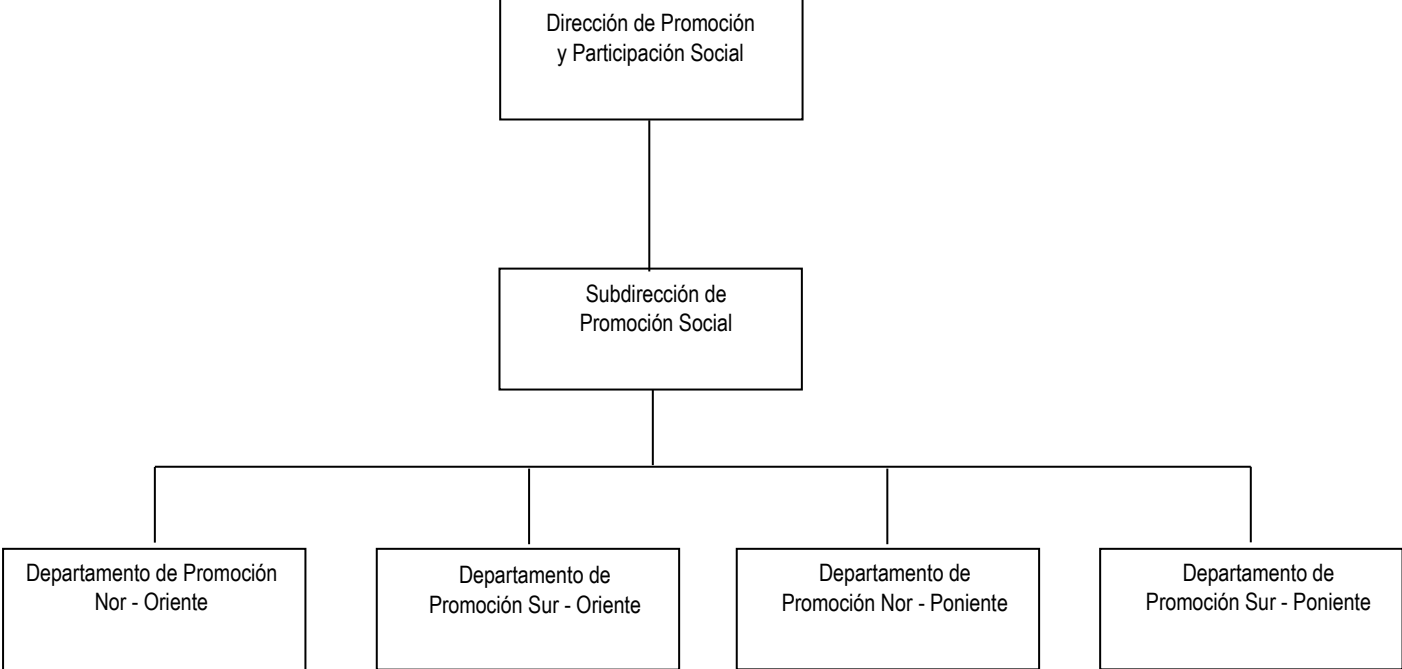 Dirección de Promoción
y Participación Social
Subdirección de
Promoción Social
Departamento de Promoción
Nor - Oriente
Departamento de
Promoción Sur - Oriente
Departamento de
Promoción Nor - Poniente
Departamento de
Promoción Sur - Poniente